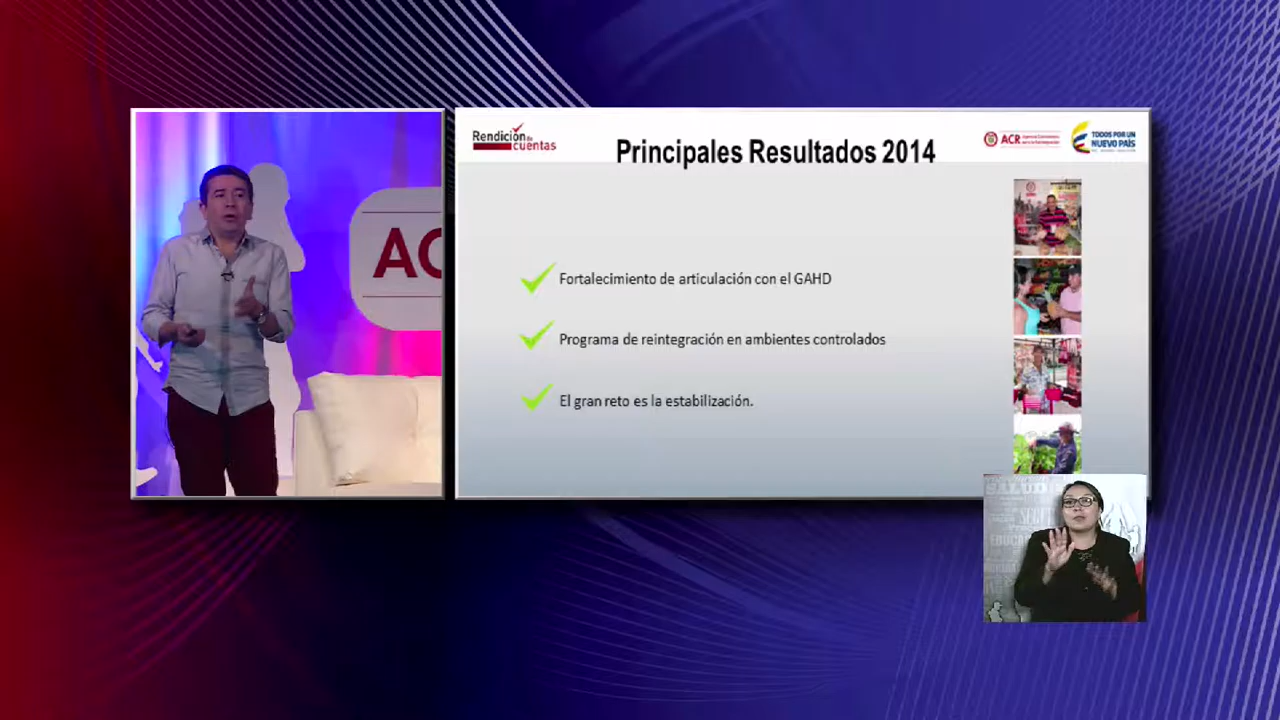 Rendición de
cuentas
Principales Resultados 2014
ACR
TODOS POR UN
NUEVO PAÍS
Fortalecimiento de articulación con el GAHD
Programa de reintegración en ambientes controlados
El gran reto es la estabilización.
AC
SALUD